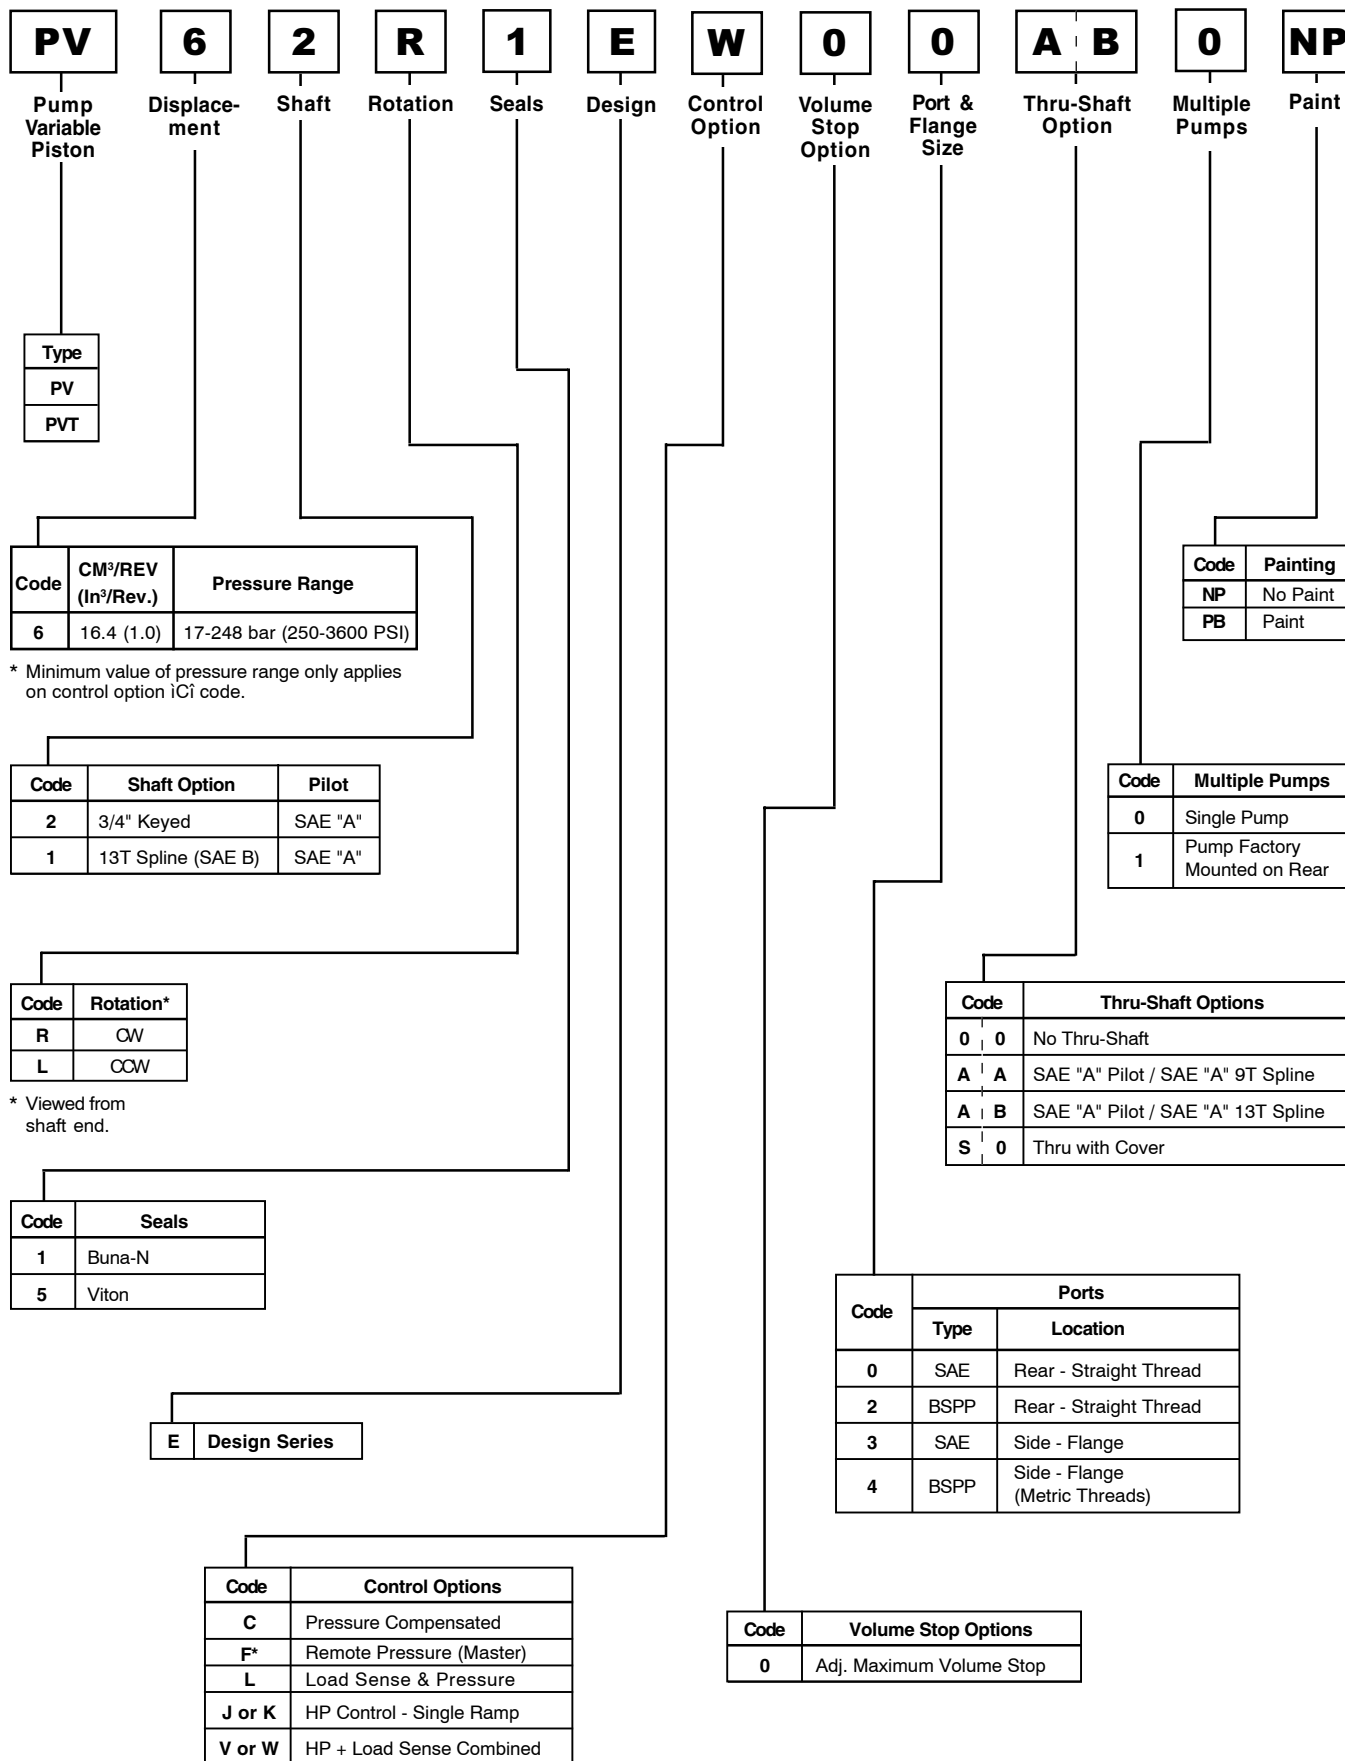 PV 6 2 R 1 E W 0 0 A B 0 NP
Pump Variable Piston
Displace-ment
Shaft
Rotation
Seals
Design
Control Option
Volume Stop Option
Port & Flange Size
Thru-Shaft Option
Multiple Pumps
Paint
Type
PV
PVT
Code CM³/REV (In³/Rev.) Pressure Range
6 16.4 (1.0) 17-248 bar (250-3600 PSI)
* Minimum value of pressure range only applies
on control option ìCî code.
Code Painting
NP No Paint
PB Paint
Code Shaft Option Pilot
2 3/4" Keyed SAE "A"
1 13T Spline (SAE B) SAE "A"
Code Multiple Pumps
0 Single Pump
1 Pump Factory
Mounted on Rear
Code Rotation*
R CW
L CCW
* Viewed from
shaft end.
Code Thru-Shaft Options
0 0 No Thru-Shaft
A A SAE "A" Pilot / SAE "A" 9T Spline
A B SAE "A" Pilot / SAE "A" 13T Spline
S 0 Thru with Cover
Code Seals
1 Buna-N
5 Viton
Code Ports
Type Location
0 SAE Rear - Straight Thread
2 BSPP Rear - Straight Thread
3 SAE Side - Flange
4 BSPP Side - Flange
(Metric Threads)
E Design Series
Code Control Options
C Pressure Compensated
F* Remote Pressure (Master)
L Load Sense & Pressure
J or K HP Control - Single Ramp
V or W HP + Load Sense Combined
Code Volume Stop Options
0 Adj. Maximum Volume Stop